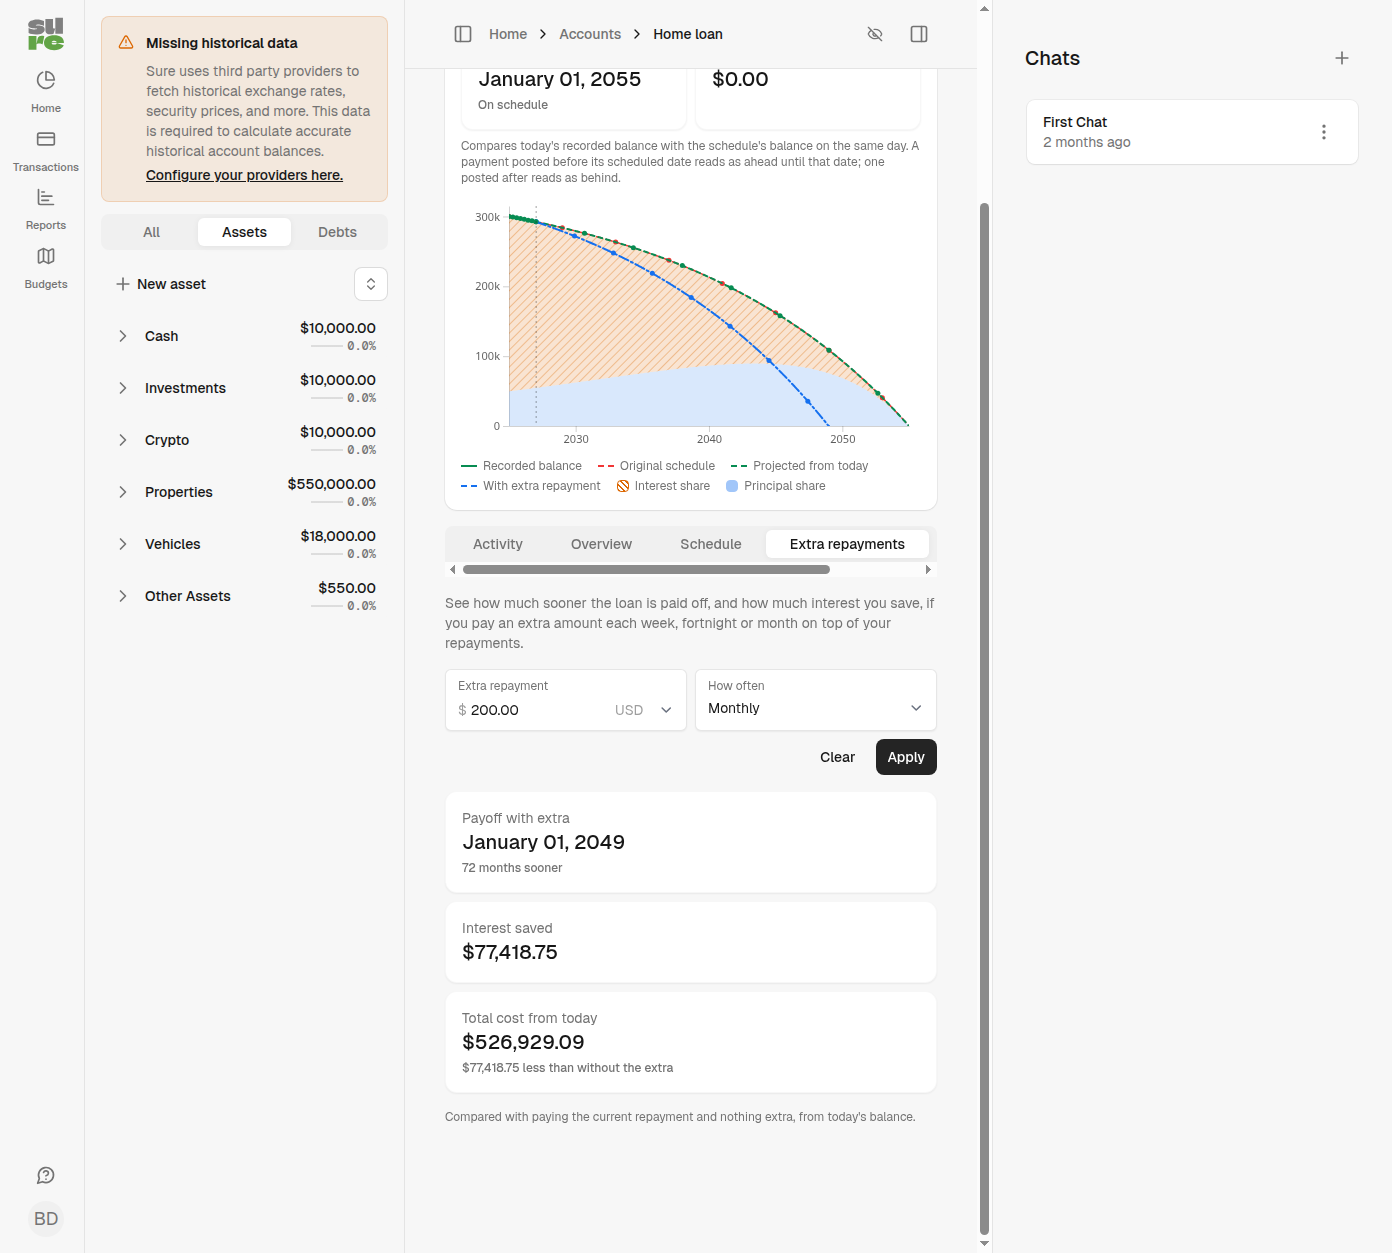 sure
Home
Transactions
Reports
Budgets
BD
Missing historical data
Sure uses third party providers to
fetch historical exchange rates,
security prices, and more. This data
is required to calculate accurate
historical account balances.
Configure your providers here.
All
Assets
Debts
New asset
Cash
$10,000.00
0.0%
Investments
$10,000.00
0.0%
Crypto
$10,000.00
0.0%
Properties
$550,000.00
0.0%
Vehicles
$18,000.00
0.0%
Other Assets
$550.00
0.0%
Home
Accounts
Home loan
January 01, 2055
On schedule
$0.00
Compares today's recorded balance with the schedule's balance on the same day. A
payment posted before its scheduled date reads as ahead until that date; one
posted after reads as behind.
300k
200k
100k
0
2030
2040
2050
Recorded balance
Original schedule
Projected from today
With extra repayment
Interest share
Principal share
Activity
Overview
Schedule
Extra repayments
See how much sooner the loan is paid off, and how much interest you save, if
you pay an extra amount each week, fortnight or month on top of your
repayments.
Extra repayment
$ 200.00
USD
How often
Monthly
Clear
Apply
Payoff with extra
January 01, 2049
72 months sooner
Interest saved
$77,418.75
Total cost from today
$526,929.09
$77,418.75 less than without the extra
Compared with paying the current repayment and nothing extra, from today's balance.
Chats
First Chat
2 months ago